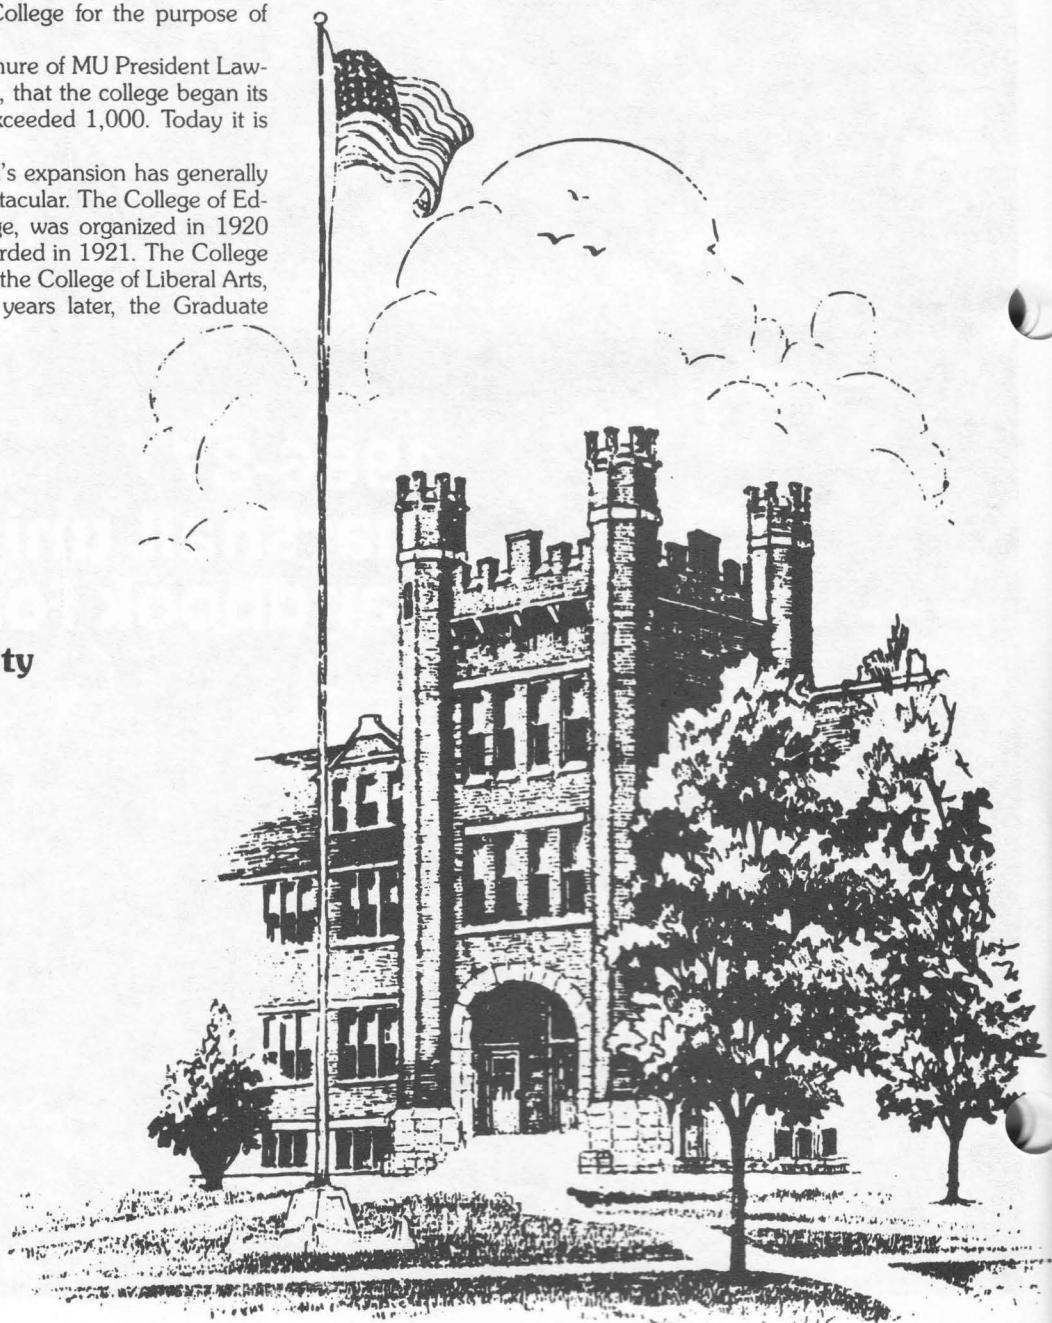 College for the purpose of
nure of MU President Law-
, that the college began its
xceeded 1,000. Today it is
's expansion has generally
tacular. The College of Ed-
ge, was organized in 1920
rded in 1921. The College
the College of Liberal Arts,
years later, the Graduate
ty